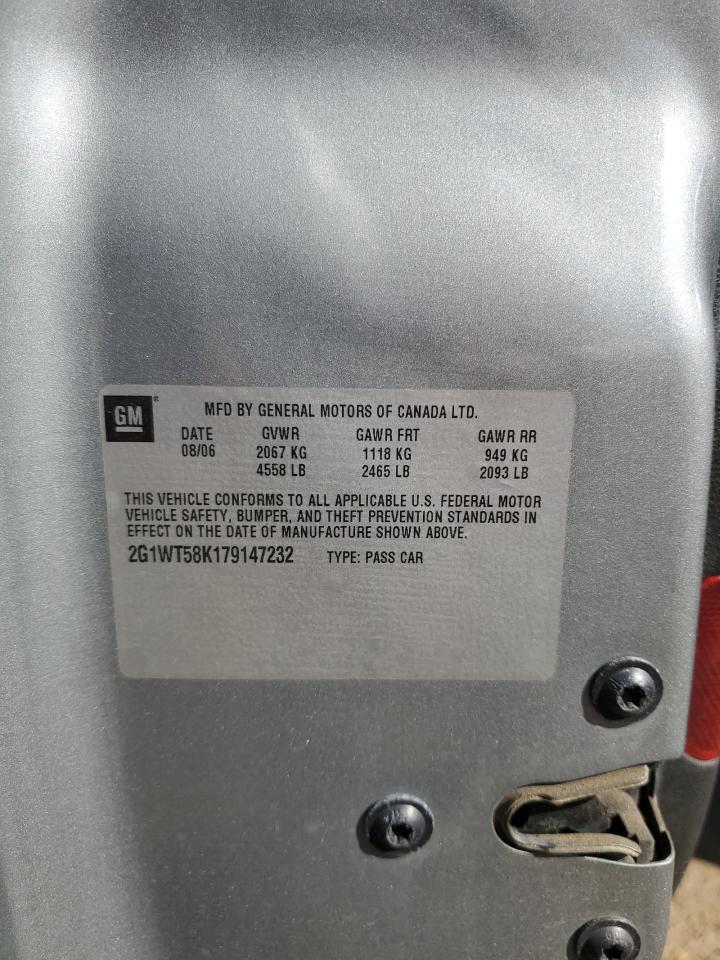 GM
MFD BY GENERAL MOTORS OF CANADA LTD.
DATE GVWR GAWR FRT GAWR RR
08/06 2067 KG 1118 KG 949 KG
4558 LB 2465 LB 2093 LB
THIS VEHICLE CONFORMS TO ALL APPLICABLE U.S. FEDERAL MOTOR
VEHICLE SAFETY, BUMPER, AND THEFT PREVENTION STANDARDS IN
EFFECT ON THE DATE OF MANUFACTURE SHOWN ABOVE.
2G1WT58K179147232 TYPE: PASS CAR